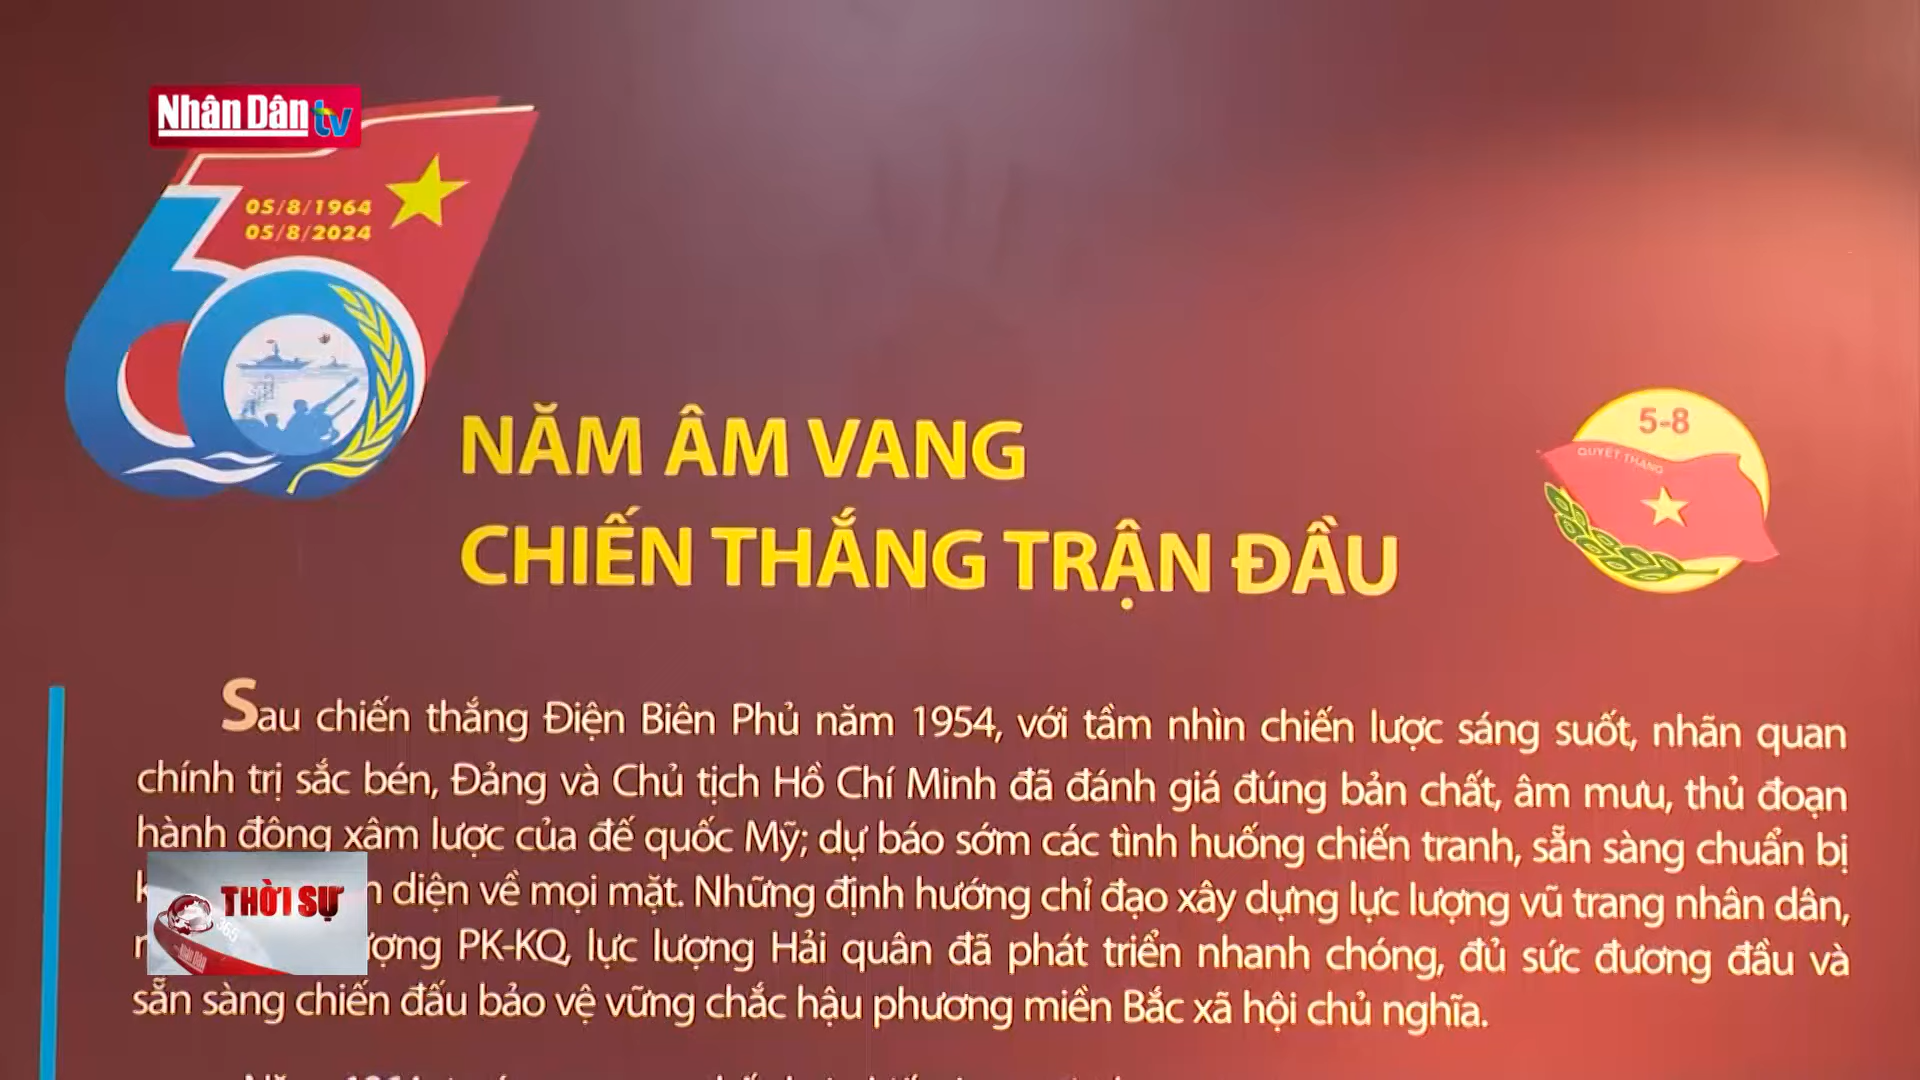 Nhân Dân tv
05/8/1964
05/8/2024
60
NĂM ÂM VANG
CHIẾN THẮNG TRẬN ĐẦU
5-8
QUYẾT THẮNG
Sau chiến thắng Điện Biên Phủ năm 1954, với tầm nhìn chiến lược sáng suốt, nhãn quan
chính trị sắc bén, Đảng và Chủ tịch Hồ Chí Minh đã đánh giá đúng bản chất, âm mưu, thủ đoạn
hành động xâm lược của đế quốc Mỹ; dự báo sớm các tình huống chiến tranh, sẵn sàng chuẩn bị
diện về mọi mặt. Những định hướng chỉ đạo xây dựng lực lượng vũ trang nhân dân,
PK-KQ, lực lượng Hải quân đã phát triển nhanh chóng, đủ sức đương đầu và
sẵn sàng chiến đấu bảo vệ vững chắc hậu phương miền Bắc xã hội chủ nghĩa.
THỜI SỰ
365
NHÂN DÂN